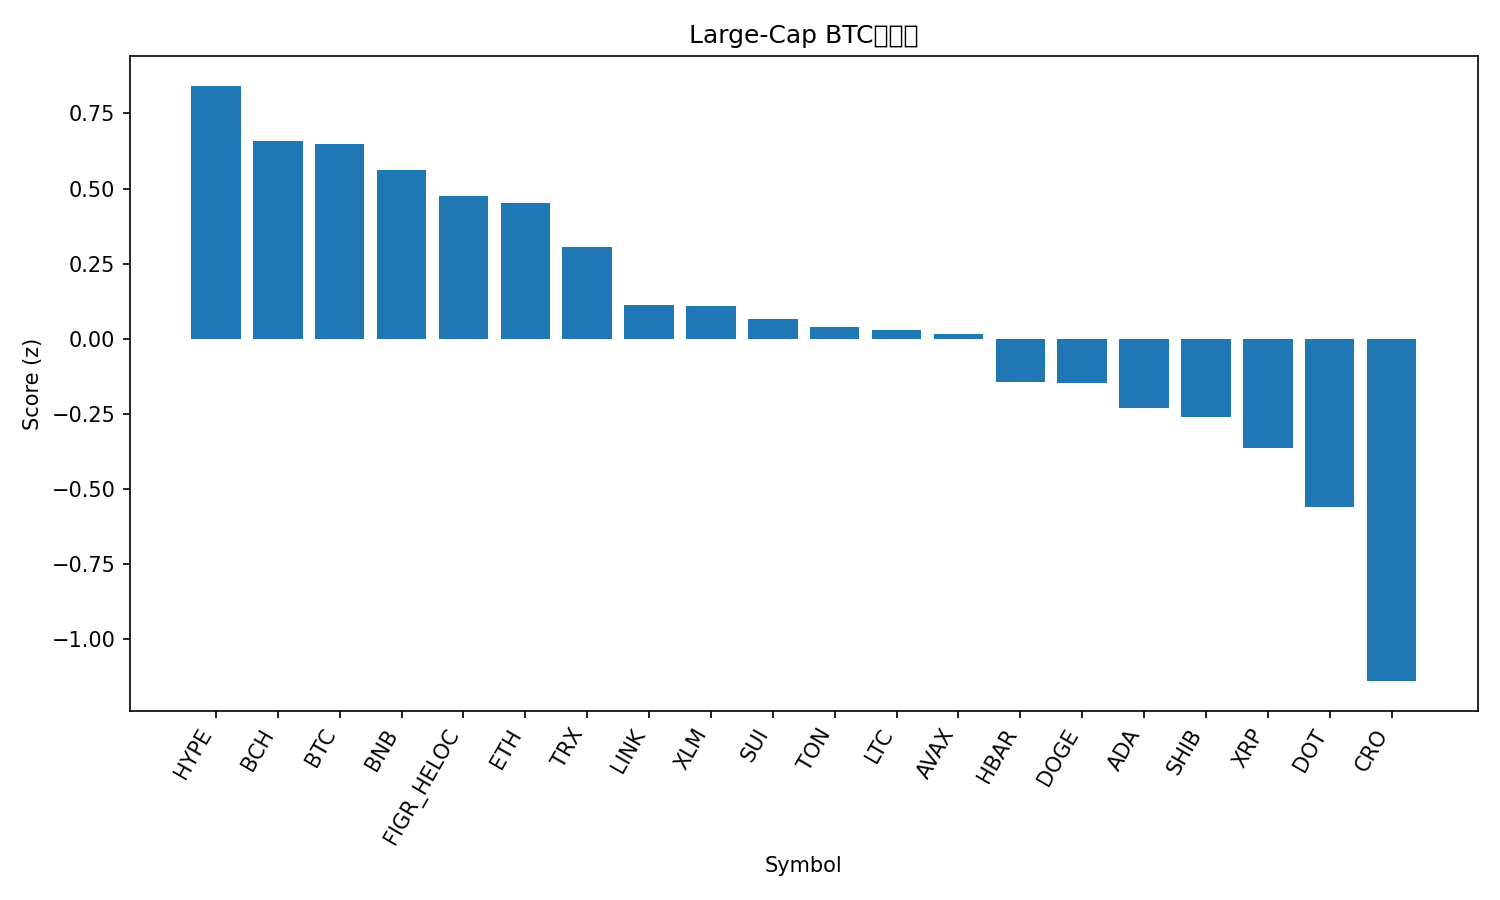 Large-Cap BTC
0.75
0.50
0.25
0.00
−0.25
−0.50
−0.75
−1.00
Score (z)
HYPE
BCH
BTC
BNB
FIGR_HELOC
ETH
TRX
LINK
XLM
SUI
TON
LTC
AVAX
HBAR
DOGE
ADA
SHIB
XRP
DOT
CRO
Symbol